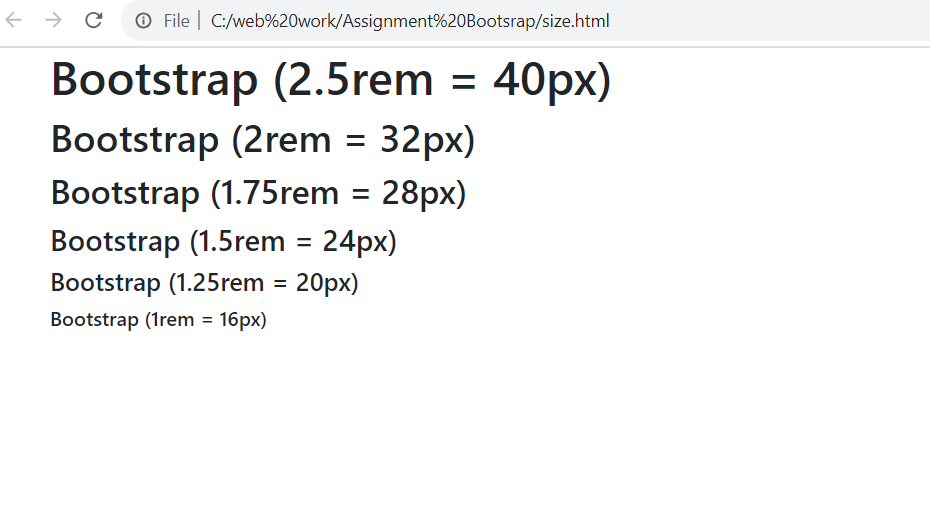 File | C:/web%20work/Assignment%20Bootsrap/size.html
Bootstrap (2.5rem = 40px)
Bootstrap (2rem = 32px)
Bootstrap (1.75rem = 28px)
Bootstrap (1.5rem = 24px)
Bootstrap (1.25rem = 20px)
Bootstrap (1rem = 16px)